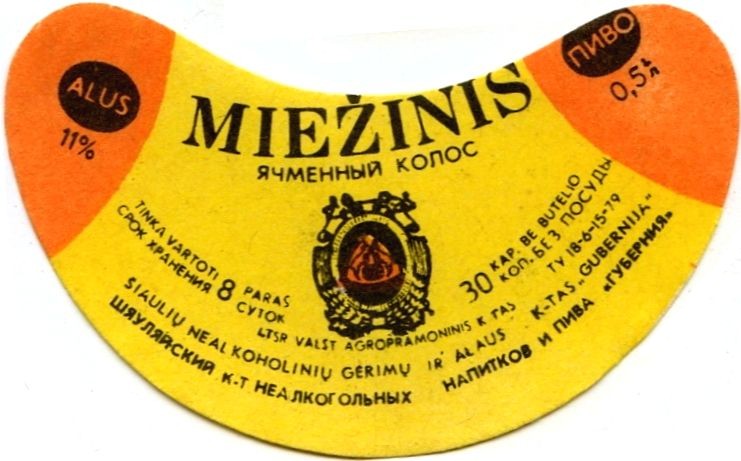 ALUS
11%
ПИВО
0,5 л
MIEŽINIS
ЯЧМЕННЫЙ КОЛОС
TINKA VARTOTI 8 PARAS
СРОК ХРАНЕНИЯ 8 СУТОК
30 KAP. BE BUTELIO
КОП. БЕЗ ПОСУДЫ
ТУ 18-6-15-79
LTSR VALST AGROPRAMONINIS K-TAS
ŠIAULIŲ NEALKOHOLINIŲ GĖRIMŲ IR ALAUS K-TAS „GUBERNIJA"
ШЯУЛЯЙСКИЙ К-Т НЕАЛКОГОЛЬНЫХ НАПИТКОВ И ПИВА «ГУБЕРНИЯ»